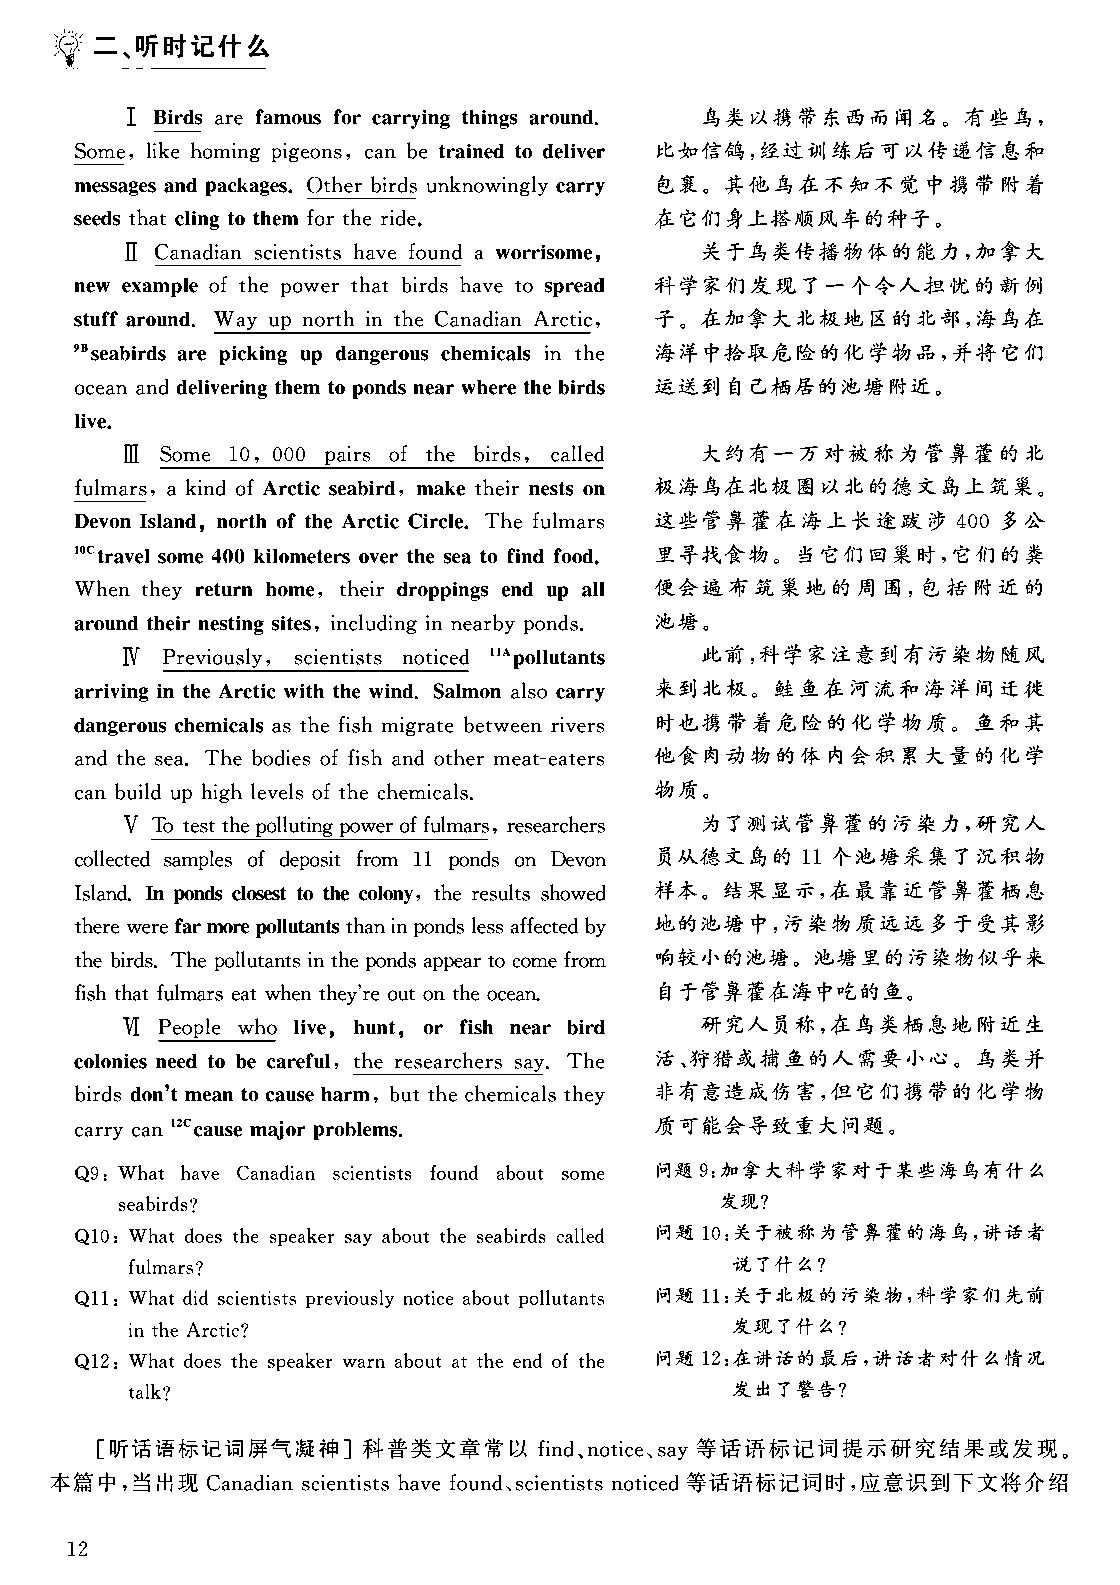 二、听时记什么
Ⅰ Birds are famous for carrying things around.
Some, like homing pigeons, can be trained to deliver
messages and packages. Other birds unknowingly carry
seeds that cling to them for the ride.
Ⅱ Canadian scientists have found a worrisome,
new example of the power that birds have to spread
stuff around. Way up north in the Canadian Arctic,
9Bseabirds are picking up dangerous chemicals in the
ocean and delivering them to ponds near where the birds
live.
Ⅲ Some 10,000 pairs of the birds, called
fulmars, a kind of Arctic seabird, make their nests on
Devon Island, north of the Arctic Circle. The fulmars
10Ctravel some 400 kilometers over the sea to find food.
When they return home, their droppings end up all
around their nesting sites, including in nearby ponds.
Ⅳ Previously, scientists noticed 11Apollutants
arriving in the Arctic with the wind. Salmon also carry
dangerous chemicals as the fish migrate between rivers
and the sea. The bodies of fish and other meat-eaters
can build up high levels of the chemicals.
Ⅴ To test the polluting power of fulmars, researchers
collected samples of deposit from 11 ponds on Devon
Island. In ponds closest to the colony, the results showed
there were far more pollutants than in ponds less affected by
the birds. The pollutants in the ponds appear to come from
fish that fulmars eat when they're out on the ocean.
Ⅵ People who live, hunt, or fish near bird
colonies need to be careful, the researchers say. The
birds don't mean to cause harm, but the chemicals they
carry can 12Ccause major problems.
Q9: What have Canadian scientists found about some
seabirds?
Q10: What does the speaker say about the seabirds called
fulmars?
Q11: What did scientists previously notice about pollutants
in the Arctic?
Q12: What does the speaker warn about at the end of the
talk?
鸟类以携带东西而闻名。有些鸟,
比如信鸽,经过训练后可以传递信息和
包裹。其他鸟在不知不觉中携带附着
在它们身上搭顺风车的种子。
关于鸟类传播物体的能力,加拿大
科学家们发现了一个令人担忧的新例
子。在加拿大北极地区的北部,海鸟在
海洋中拾取危险的化学物品,并将它们
运送到自己栖居的池塘附近。
大约有一万对被称为管鼻藿的北
极海鸟在北极圈以北的德文岛上筑巢。
这些管鼻藿在海上长途跋涉 400 多公
里寻找食物。当它们回巢时,它们的粪
便会遍布筑巢地的周围,包括附近的
池塘。
此前,科学家注意到有污染物随风
来到北极。鲑鱼在河流和海洋间迁徙
时也携带着危险的化学物质。鱼和其
他食肉动物的体内会积累大量的化学
物质。
为了测试管鼻藿的污染力,研究人
员从德文岛的 11 个池塘采集了沉积物
样本。结果显示,在最靠近管鼻藿栖息
地的池塘中,污染物质远远多于受其影
响较小的池塘。池塘里的污染物似乎来
自于管鼻藿在海中吃的鱼。
研究人员称,在鸟类栖息地附近生
活、狩猎或捕鱼的人需要小心。鸟类并
非有意造成伤害,但它们携带的化学物
质可能会导致重大问题。
问题 9:加拿大科学家对于某些海鸟有什么
发现?
问题 10:关于被称为管鼻藿的海鸟,讲话者
说了什么?
问题 11:关于北极的污染物,科学家们先前
发现了什么?
问题 12:在讲话的最后,讲话者对什么情况
发出了警告?
[听话语标记词屏气凝神] 科普类文章常以 find、notice、say 等话语标记词提示研究结果或发现。
本篇中,当出现 Canadian scientists have found、scientists noticed 等话语标记词时,应意识到下文将介绍
12